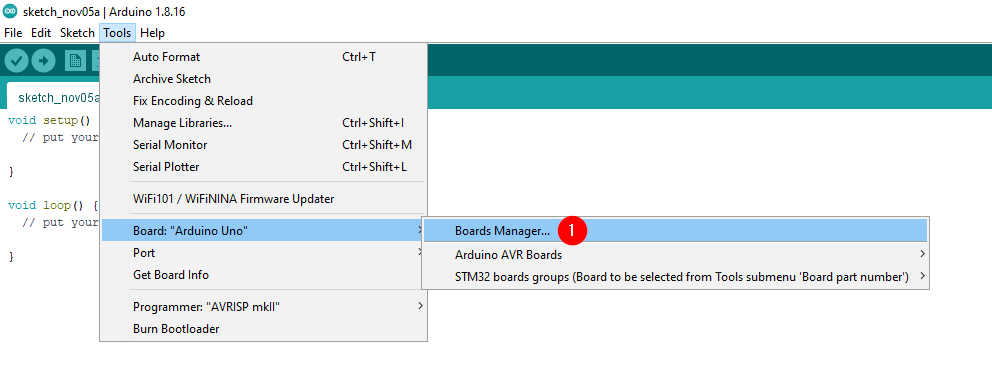 sketch_nov05a | Arduino 1.8.16
File Edit Sketch Tools Help
Auto Format Ctrl+T
Archive Sketch
Fix Encoding & Reload
sketch_nov05a
Manage Libraries... Ctrl+Shift+I
void setup()
Serial Monitor Ctrl+Shift+M
// put your
Serial Plotter Ctrl+Shift+L
}
WiFi101 / WiFiNINA Firmware Updater
void loop() {
// put your
Board: "Arduino Uno" >
Boards Manager... 1
Port >
}
Arduino AVR Boards >
Get Board Info
STM32 boards groups (Board to be selected from Tools submenu 'Board part number') >
Programmer: "AVRISP mkII" >
Burn Bootloader